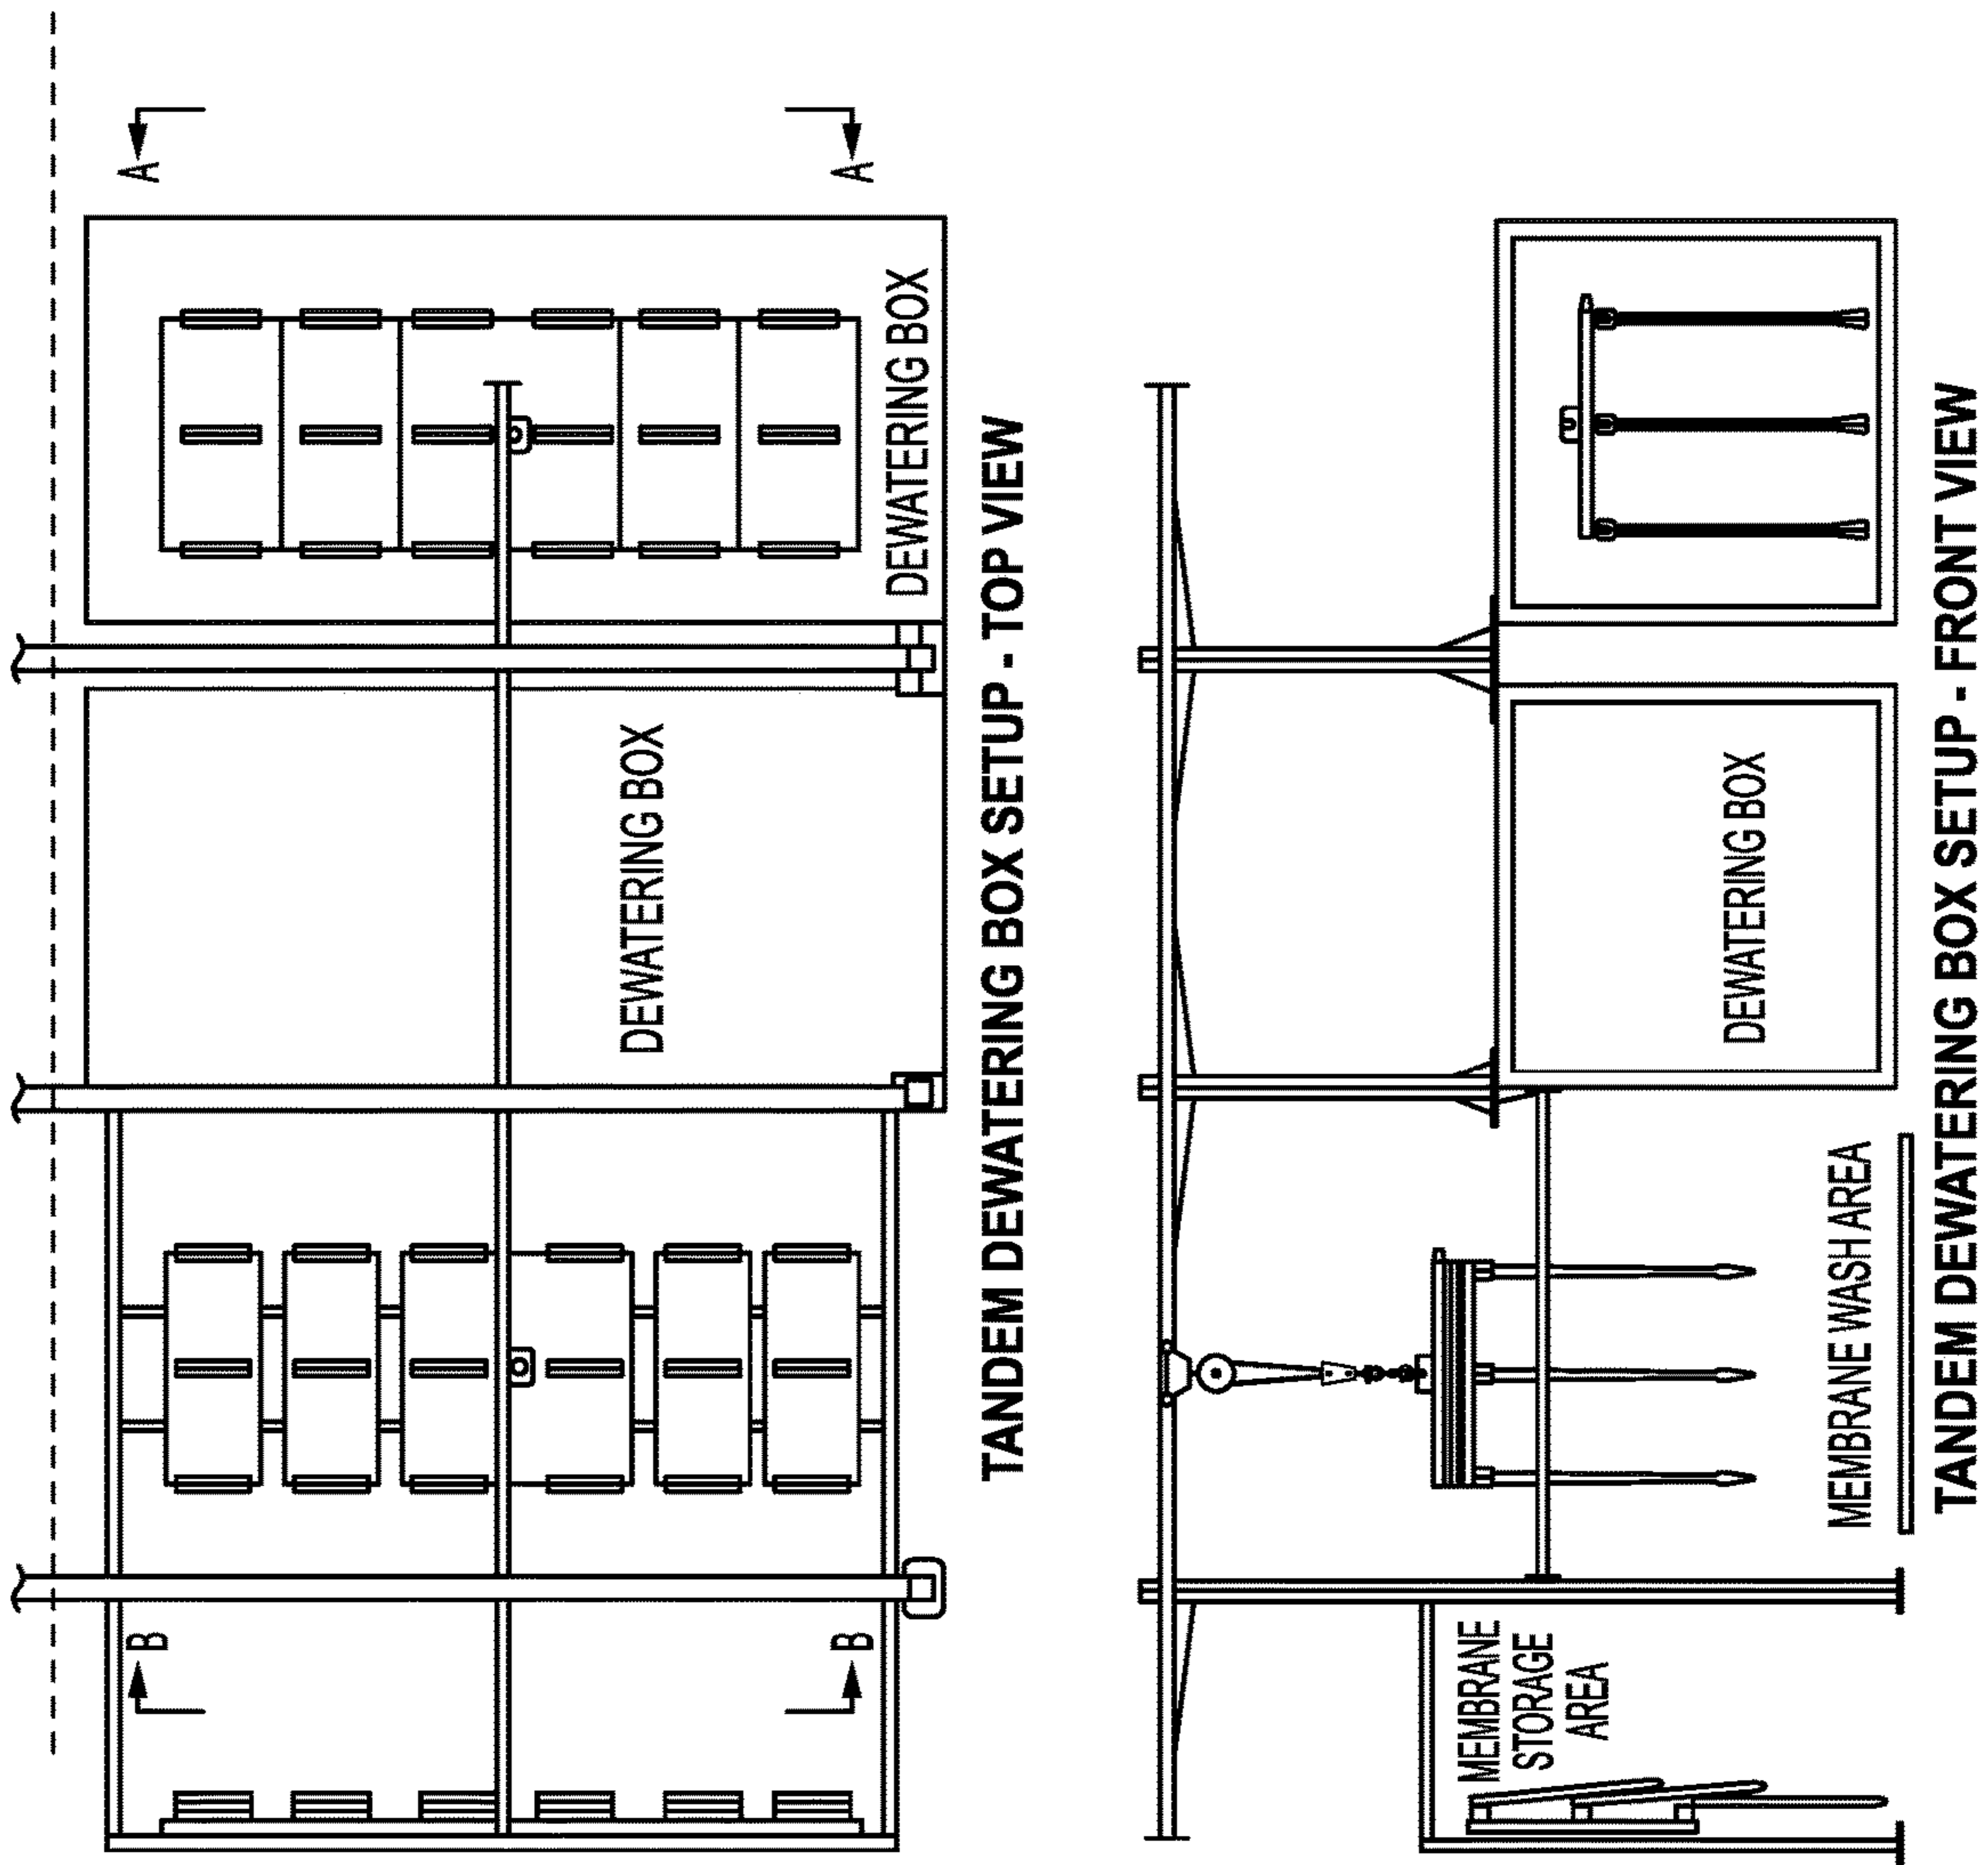 B
B
A
A
DEWATERING BOX
DEWATERING BOX
TANDEM DEWATERING BOX SETUP - TOP VIEW
MEMBRANE
STORAGE
AREA
MEMBRANE WASH AREA
DEWATERING BOX
TANDEM DEWATERING BOX SETUP - FRONT VIEW